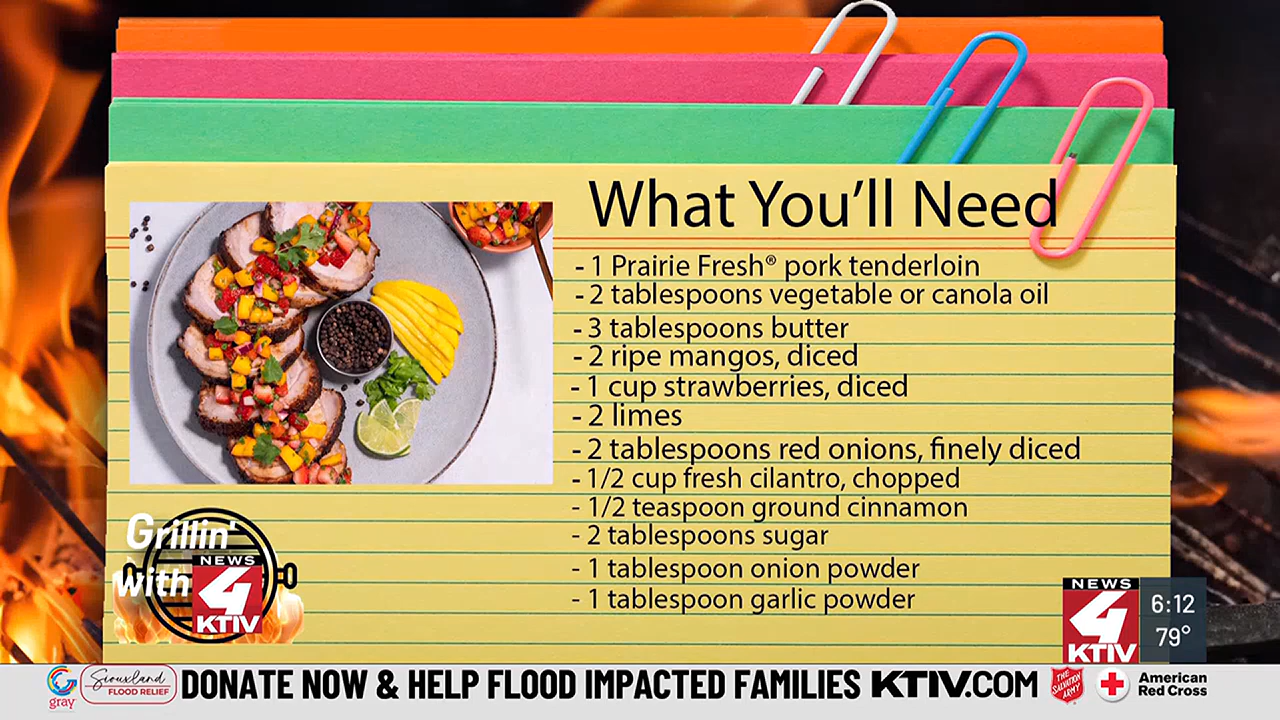 What You'll Need
- 1 Prairie Fresh® pork tenderloin
- 2 tablespoons vegetable or canola oil
- 3 tablespoons butter
- 2 ripe mangos, diced
- 1 cup strawberries, diced
- 2 limes
- 2 tablespoons red onions, finely diced
- 1/2 cup fresh cilantro, chopped
- 1/2 teaspoon ground cinnamon
- 2 tablespoons sugar
- 1 tablespoon onion powder
- 1 tablespoon garlic powder
Grillin'
with
NEWS
4
KTIV
NEWS
4
KTIV
6:12
79°
gray
Siouxland
FLOOD RELIEF
DONATE NOW & HELP FLOOD IMPACTED FAMILIES KTIV.COM
THE
SALVATION
ARMY
American
Red Cross